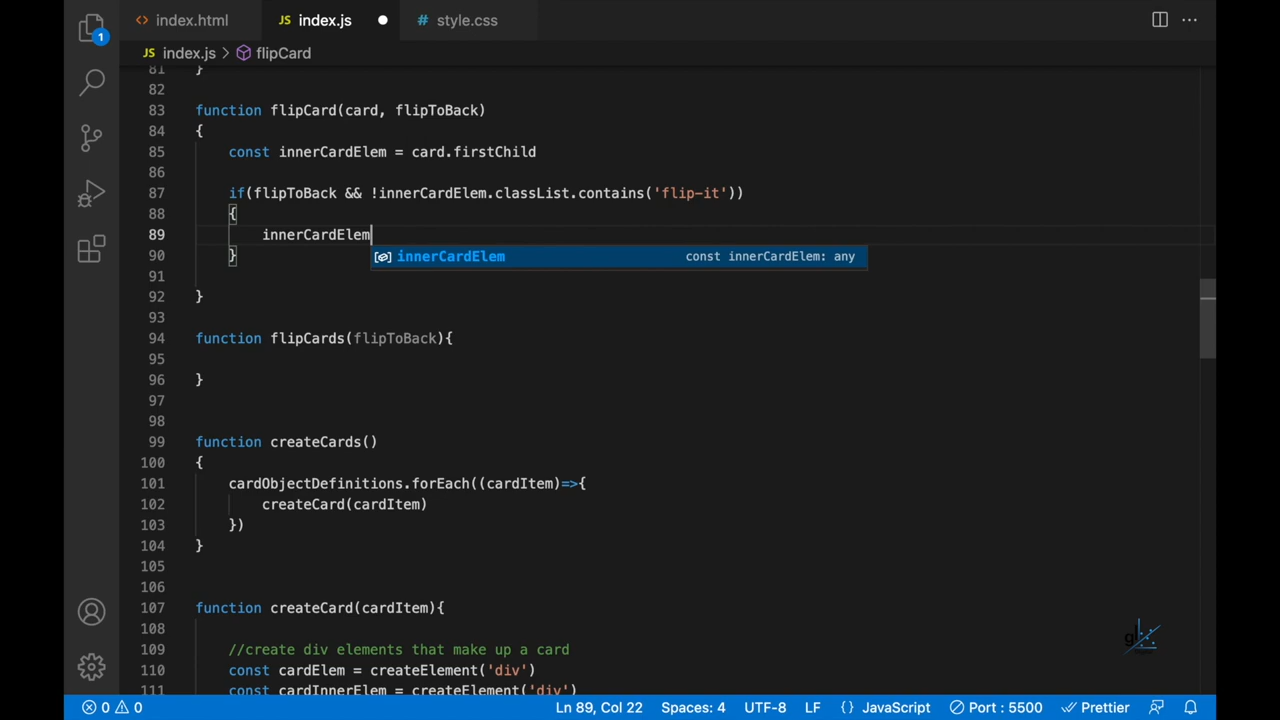 index.html
JS index.js
# style.css
1
JS index.js > flipCard
81 }
82
83 function flipCard(card, flipToBack)
84 {
85 const innerCardElem = card.firstChild
86
87 if(flipToBack && !innerCardElem.classList.contains('flip-it'))
88 {
89 innerCardElem
90 }
innerCardElem const innerCardElem: any
91
92 }
93
94 function flipCards(flipToBack){
95
96 }
97
98
99 function createCards()
100 {
101 cardObjectDefinitions.forEach((cardItem)=>{
102 createCard(cardItem)
103 })
104 }
105
106
107 function createCard(cardItem){
108
109 //create div elements that make up a card
110 const cardElem = createElement('div')
111 const cardInnerElem = createElement('div')
0 0 Ln 89, Col 22 Spaces: 4 UTF-8 LF {} JavaScript Port : 5500 Prettier